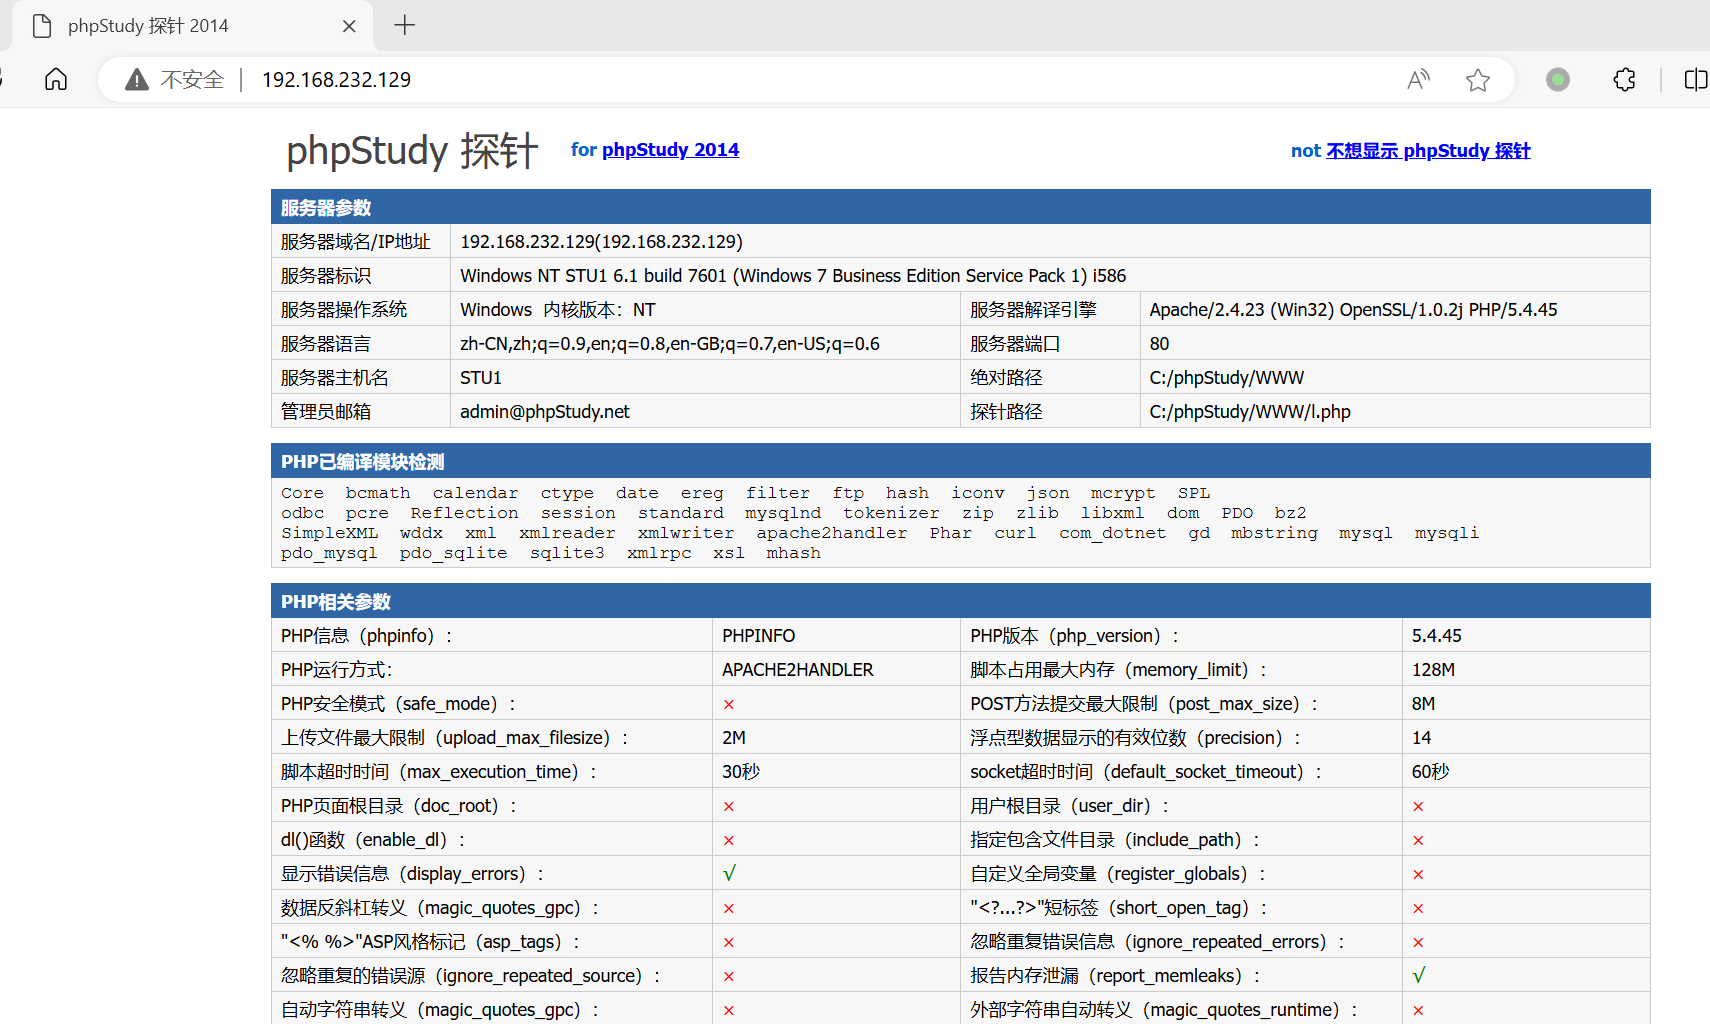 phpStudy 探针 2014
不安全 192.168.232.129
phpStudy 探针 for phpStudy 2014 not 不想显示 phpStudy 探针
服务器参数
服务器域名/IP地址 192.168.232.129(192.168.232.129)
服务器标识 Windows NT STU1 6.1 build 7601 (Windows 7 Business Edition Service Pack 1) i586
服务器操作系统 Windows 内核版本：NT 服务器解译引擎 Apache/2.4.23 (Win32) OpenSSL/1.0.2j PHP/5.4.45
服务器语言 zh-CN,zh;q=0.9,en;q=0.8,en-GB;q=0.7,en-US;q=0.6 服务器端口 80
服务器主机名 STU1 绝对路径 C:/phpStudy/WWW
管理员邮箱 admin@phpStudy.net 探针路径 C:/phpStudy/WWW/l.php
PHP已编译模块检测
Core bcmath calendar ctype date ereg filter ftp hash iconv json mcrypt SPL
odbc pcre Reflection session standard mysqlnd tokenizer zip zlib libxml dom PDO bz2
SimpleXML wddx xml xmlreader xmlwriter apache2handler Phar curl com_dotnet gd mbstring mysql mysqli
pdo_mysql pdo_sqlite sqlite3 xmlrpc xsl mhash
PHP相关参数
PHP信息（phpinfo）： PHPINFO PHP版本（php_version）： 5.4.45
PHP运行方式： APACHE2HANDLER 脚本占用最大内存（memory_limit）： 128M
PHP安全模式（safe_mode）： × POST方法提交最大限制（post_max_size）： 8M
上传文件最大限制（upload_max_filesize）： 2M 浮点型数据显示的有效位数（precision）： 14
脚本超时时间（max_execution_time）： 30秒 socket超时时间（default_socket_timeout）： 60秒
PHP页面根目录（doc_root）： × 用户根目录（user_dir）： ×
dl()函数（enable_dl）： × 指定包含文件目录（include_path）： ×
显示错误信息（display_errors）： √ 自定义全局变量（register_globals）： ×
数据反斜杠转义（magic_quotes_gpc）： × "<?...?>"短标签（short_open_tag）： ×
"<% %>"ASP风格标记（asp_tags）： × 忽略重复错误信息（ignore_repeated_errors）： ×
忽略重复的错误源（ignore_repeated_source）： × 报告内存泄漏（report_memleaks）： √
自动字符串转义（magic_quotes_gpc）： × 外部字符串自动转义（magic_quotes_runtime）： ×